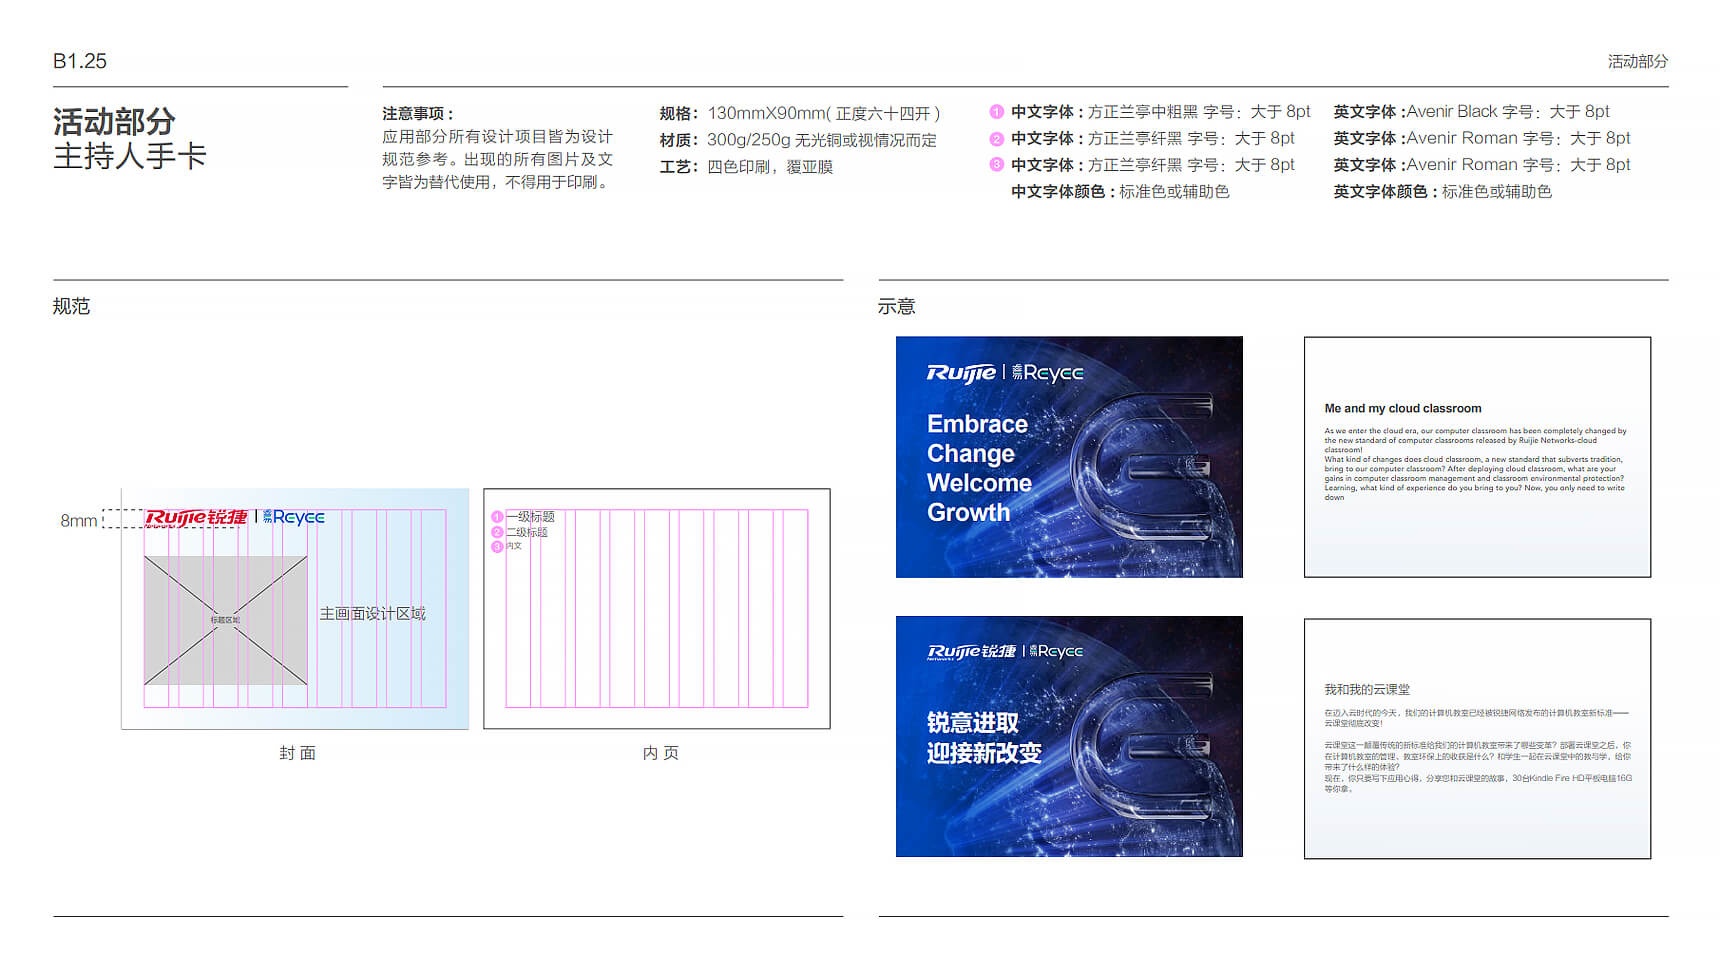 B1.25
活动部分
活动部分
主持人手卡
注意事项：
应用部分所有设计项目皆为设计
规范参考。出现的所有图片及文
字皆为替代使用，不得用于印刷。
规格： 130mmX90mm( 正度六十四开 )
材质： 300g/250g 无光铜或视情况而定
工艺： 四色印刷，覆亚膜
1 中文字体 : 方正兰亭中粗黑 字号：大于 8pt
2 中文字体 : 方正兰亭纤黑 字号：大于 8pt
3 中文字体 : 方正兰亭纤黑 字号：大于 8pt
中文字体颜色 : 标准色或辅助色
英文字体 :Avenir Black 字号：大于 8pt
英文字体 :Avenir Roman 字号：大于 8pt
英文字体 :Avenir Roman 字号：大于 8pt
英文字体颜色 : 标准色或辅助色
规范
8mm
Ruijie锐捷 | 睿易Reyee
Networks
标题区域
主画面设计区域
封 面
1 一级标题
2 二级标题
3 内文
内 页
示意
Ruijie | 睿易Reyee
Embrace
Change
Welcome
Growth
Me and my cloud classroom
As we enter the cloud era, our computer classroom has been completely changed by
the new standard of computer classrooms released by Ruijie Networks-cloud
classroom!
What kind of changes does cloud classroom, a new standard that subverts tradition,
bring to our computer classroom? After deploying cloud classroom, what are your
gains in computer classroom management and classroom environmental protection?
Learning, what kind of experience do you bring to you? Now, you only need to write
down
Ruijie锐捷 | 睿易Reyee
Networks
锐意进取
迎接新改变
我和我的云课堂
在迈入云时代的今天，我们的计算机教室已经被锐捷网络发布的计算机教室新标准——
云课堂彻底改变！
云课堂这一颠覆传统的新标准给我们的计算机教室带来了哪些变革？部署云课堂之后，你
在计算机教室的管理、教室环保上的收获是什么？和学生一起在云课堂中的教与学，给你
带来了什么样的体验？
现在，你只要写下应用心得，分享您和云课堂的故事，30台Kindle Fire HD平板电脑16G
等你拿。